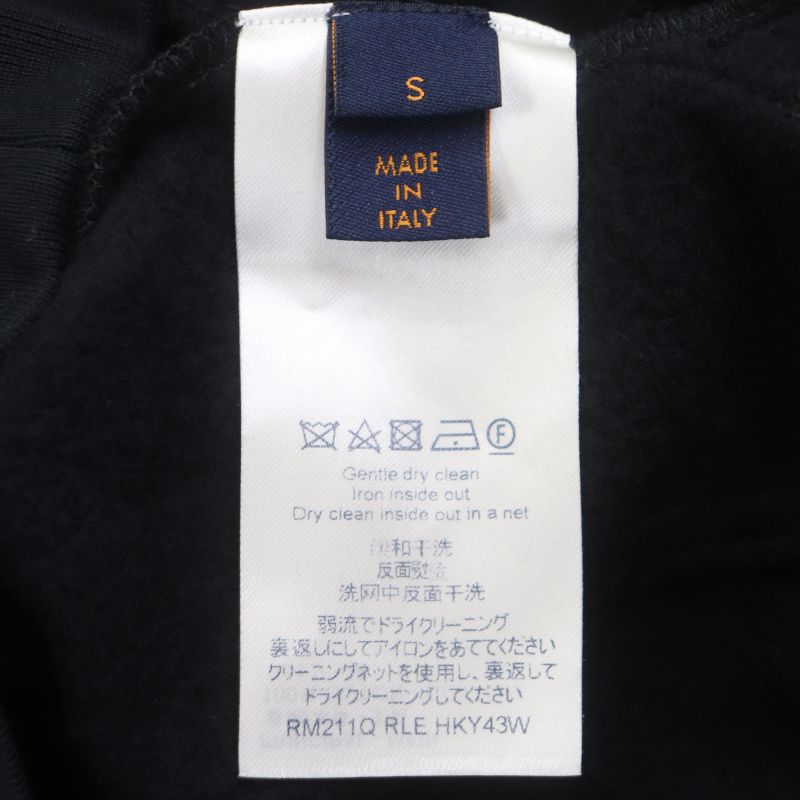 S
MADE
IN
ITALY
F
Gentle dry clean
Iron inside out
Dry clean inside out in a net
缓和干洗
反面熨烫
洗网中反面干洗
弱流でドライクリーニング
裏返しにしてアイロンをあててください
クリーニングネットを使用し、裏返して
ドライクリーニングしてください
RM211Q RLE HKY43W